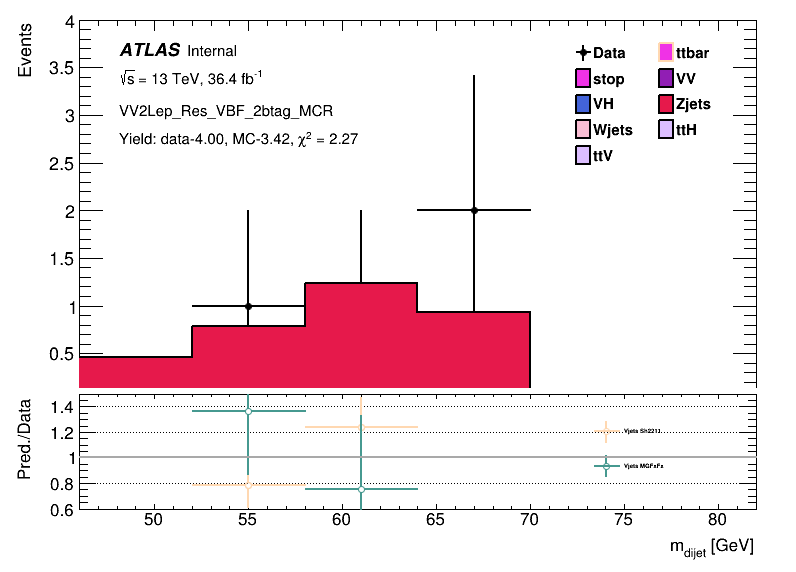 Events
4
3.5
3
2.5
2
1.5
1
0.5
ATLAS Internal
√s = 13 TeV, 36.4 fb⁻¹
VV2Lep_Res_VBF_2btag_MCR
Yield: data-4.00, MC-3.42, χ² = 2.27
Data ttbar
stop VV
VH Zjets
Wjets ttH
ttV
Pred./Data
1.4
1.2
1
0.8
0.6
Vjets Sh2211
Vjets MGFxFx
50 55 60 65 70 75 80
m_dijet [GeV]